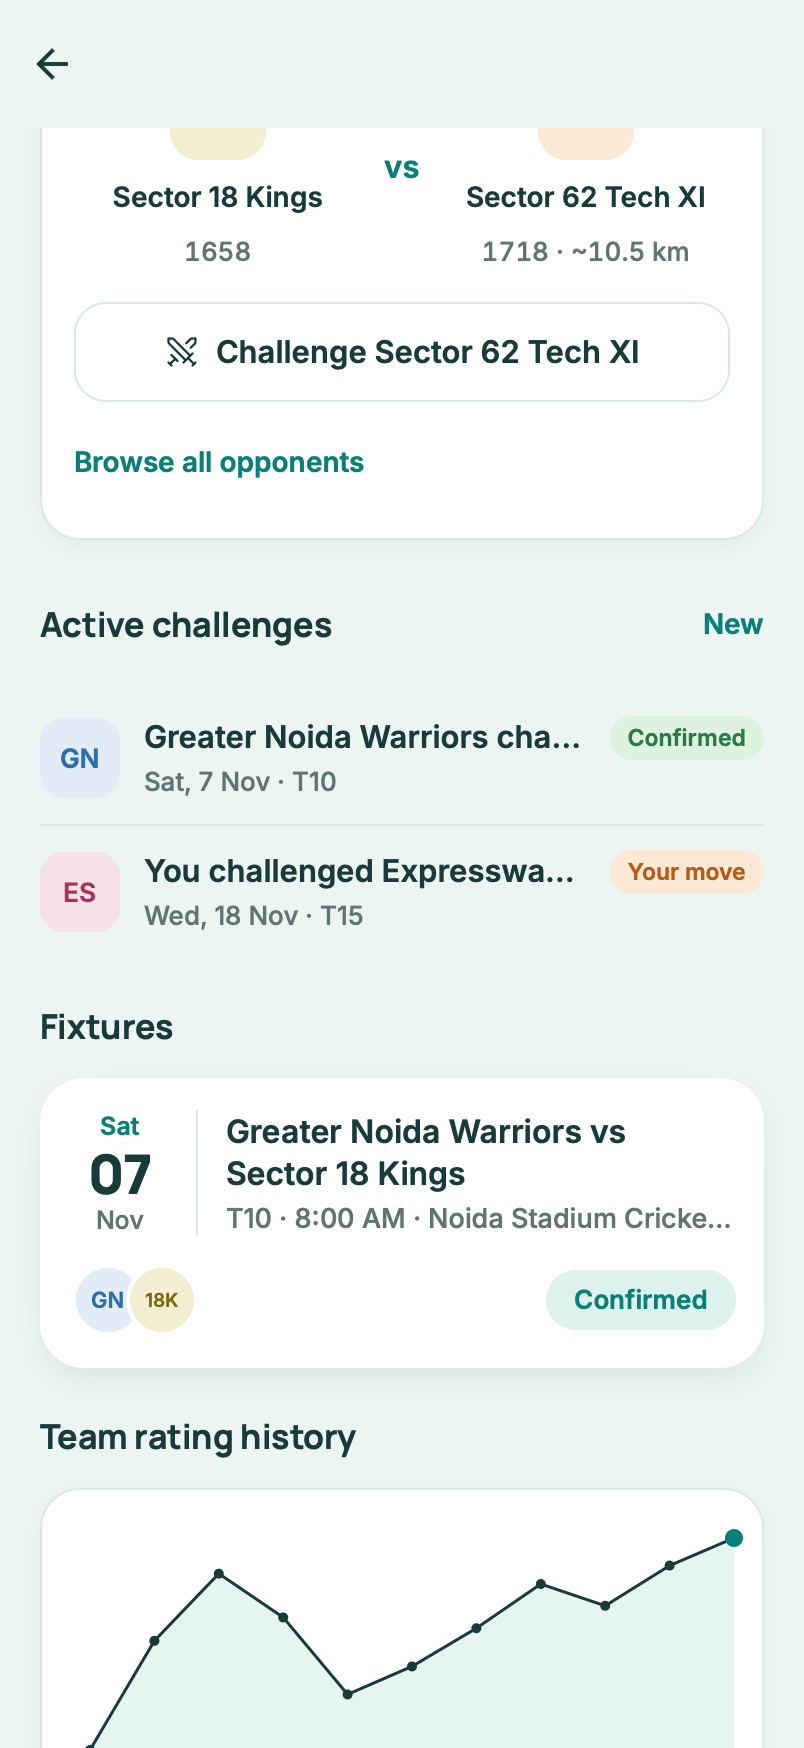 vs
Sector 18 Kings
Sector 62 Tech XI
1658
1718 · ~10.5 km
Challenge Sector 62 Tech XI
Browse all opponents
Active challenges
New
GN
Greater Noida Warriors cha...
Confirmed
Sat, 7 Nov · T10
ES
You challenged Expresswa...
Your move
Wed, 18 Nov · T15
Fixtures
Sat
07
Nov
Greater Noida Warriors vs
Sector 18 Kings
T10 · 8:00 AM · Noida Stadium Cricke...
GN
18K
Confirmed
Team rating history